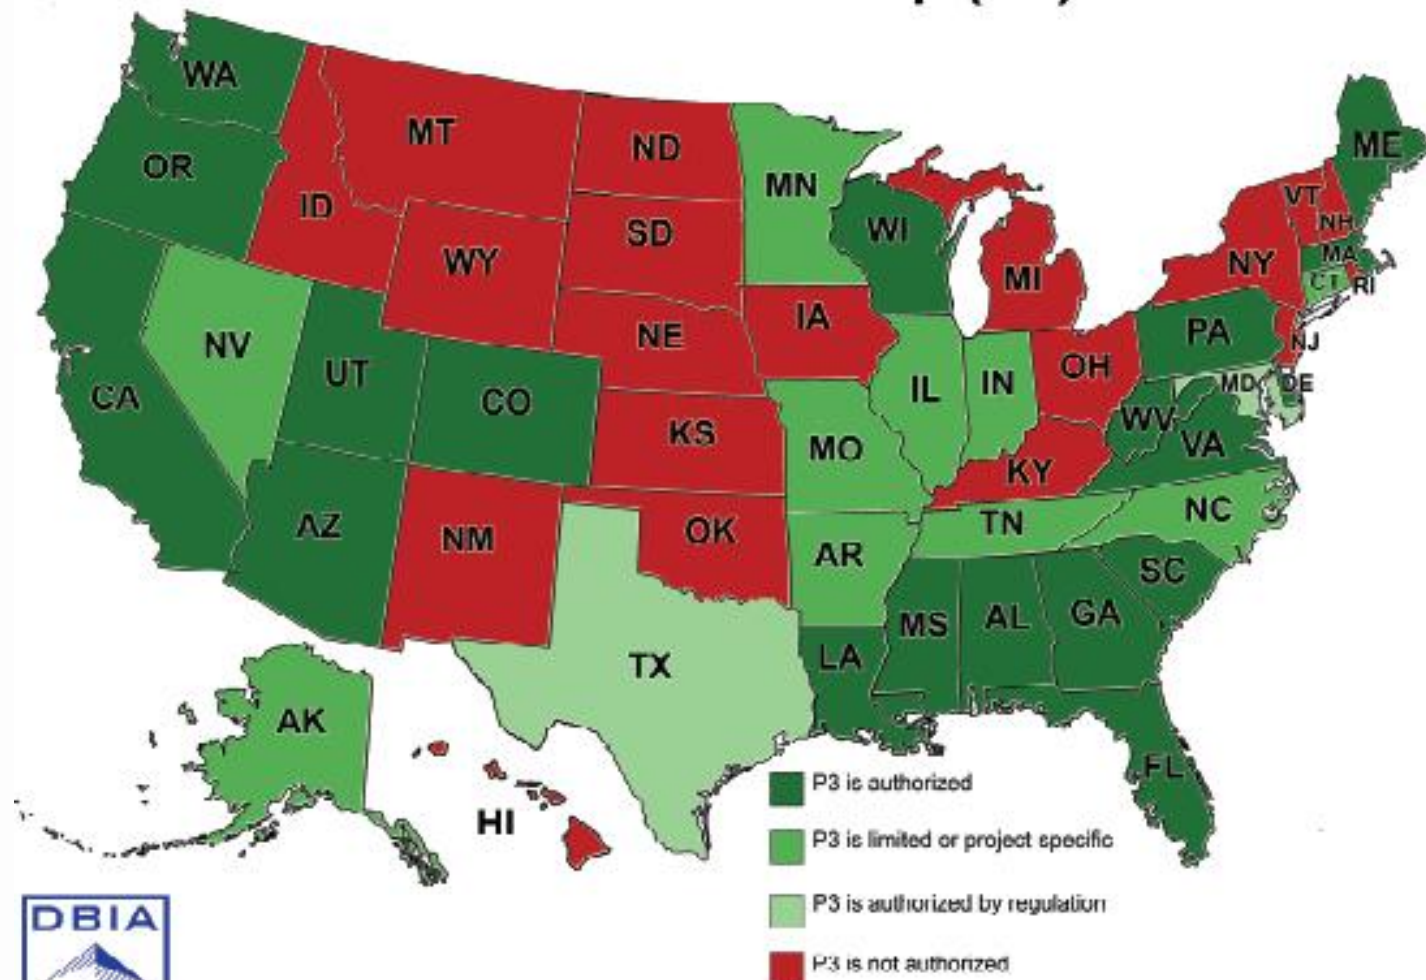 WA
OR
CA
NV
ID
MT
WY
UT
CO
AZ
NM
ND
SD
NE
KS
OK
TX
MN
IA
MO
AR
LA
WI
IL
IN
MI
OH
KY
TN
MS
AL
GA
FL
SC
NC
VA
WV
PA
NY
VT
NH
ME
MA
CT
RI
NJ
MD
DE
AK
HI
P3 is authorized
P3 is limited or project specific
P3 is authorized by regulation
P3 is not authorized
DBIA